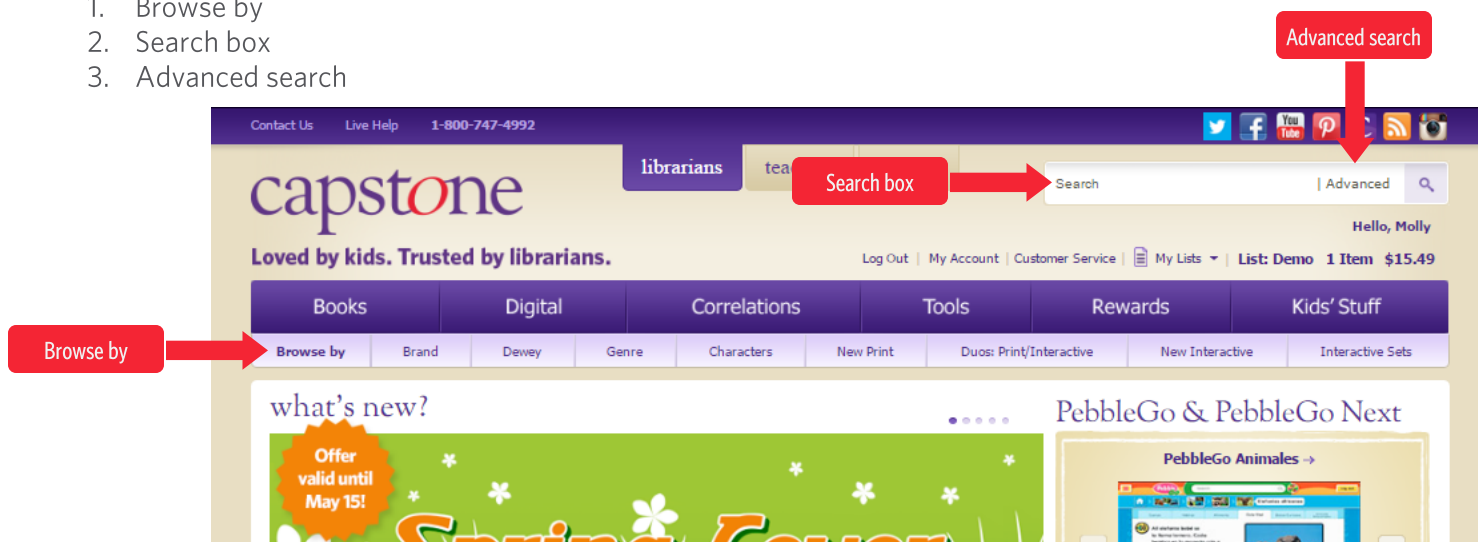 1. Browse by
2. Search box
3. Advanced search
Advanced search
Contact Us Live Help 1-800-747-4992
You Tube
librarians
Search box
Search | Advanced
capstone
Hello, Molly
Loved by kids. Trusted by librarians.
Log Out | My Account | Customer Service | My Lists | List: Demo 1 Item $15.49
Books Digital Correlations Tools Rewards Kids' Stuff
Browse by
Browse by Brand Dewey Genre Characters New Print Duos: Print/Interactive New Interactive Interactive Sets
what's new?
PebbleGo & PebbleGo Next
Offer
valid until
May 15!
PebbleGo Animales →
Spring Fever